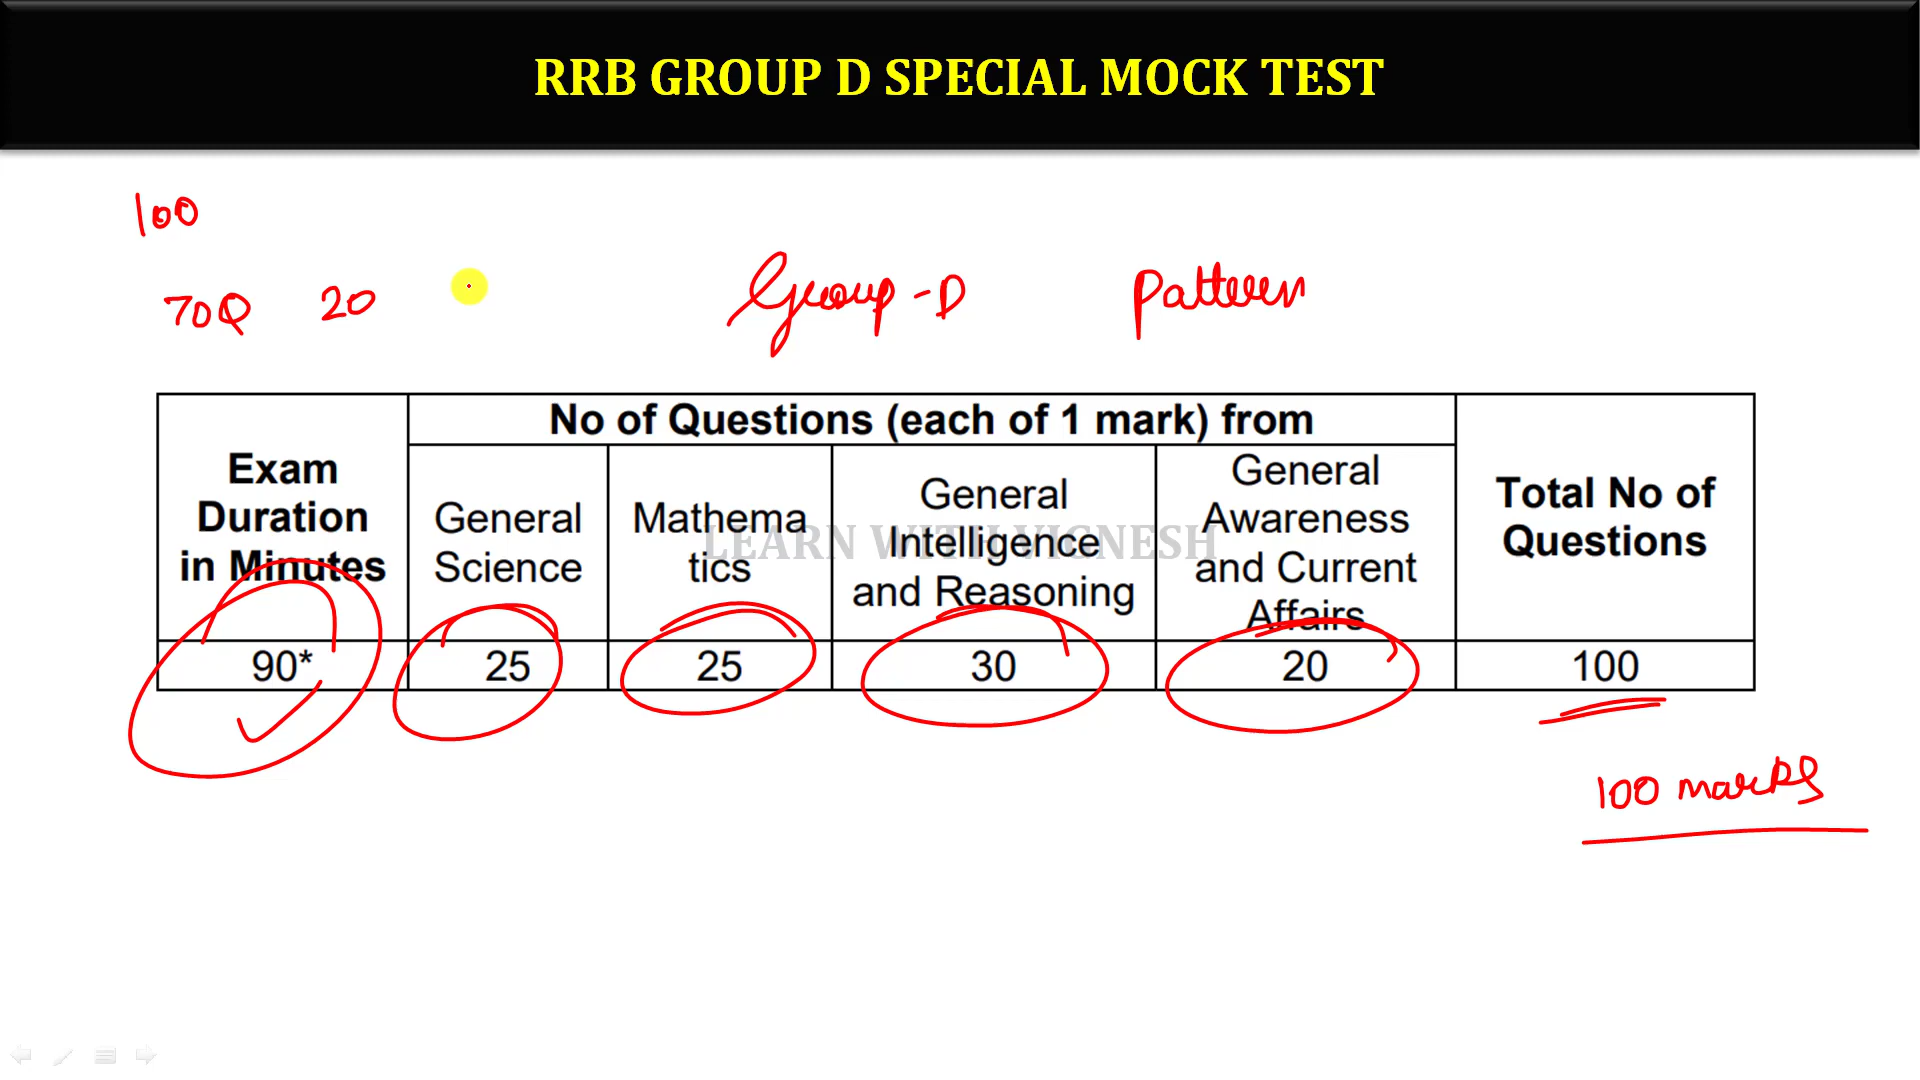 RRB GROUP D SPECIAL MOCK TEST
100
70Q 20
Group-D Pattern
No of Questions (each of 1 mark) from
Exam
Duration
in Minutes
General
Science
Mathema
tics
General
Intelligence
and Reasoning
General
Awareness
and Current
Affairs
Total No of
Questions
LEARN WITH VIGNESH
90* 25 25 30 20 100
100 marks